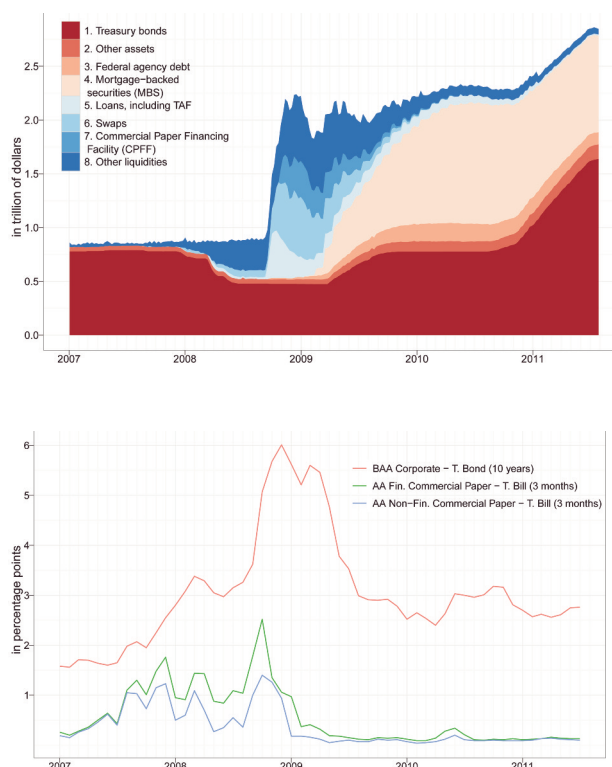 1. Treasury bonds
2. Other assets
3. Federal agency debt
4. Mortgage−backed
securities (MBS)
5. Loans, including TAF
6. Swaps
7. Commercial Paper Financing
Facility (CPFF)
8. Other liquidities
in trillion of dollars
2.5
2.0
1.5
1.0
0.5
0.0
2007 2008 2009 2010 2011
BAA Corporate − T. Bond (10 years)
AA Fin. Commercial Paper − T. Bill (3 months)
AA Non−Fin. Commercial Paper − T. Bill (3 months)
in percentage points
6
5
4
3
2
1
2007 2008 2009 2010 2011